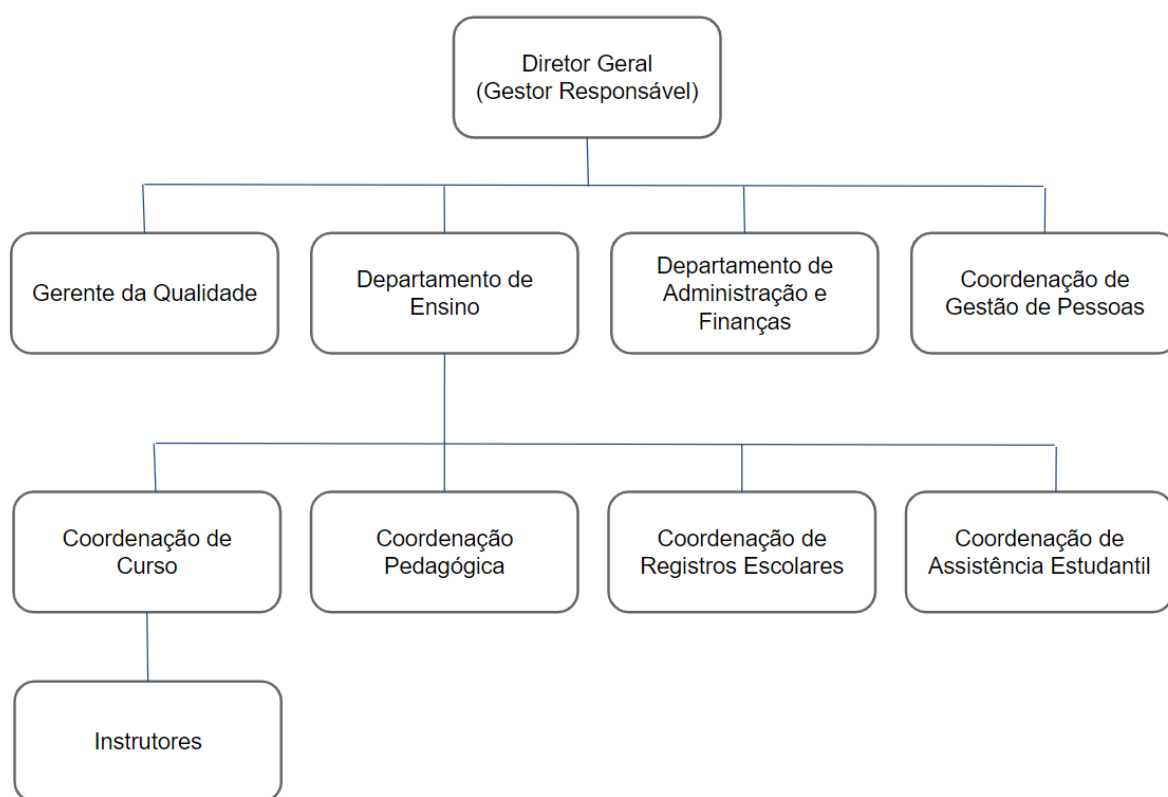 Diretor Geral
(Gestor Responsável)
Gerente da Qualidade
Departamento de
Ensino
Departamento de
Administração e
Finanças
Coordenação de
Gestão de Pessoas
Coordenação de
Curso
Coordenação
Pedagógica
Coordenação de
Registros Escolares
Coordenação de
Assistência Estudantil
Instrutores